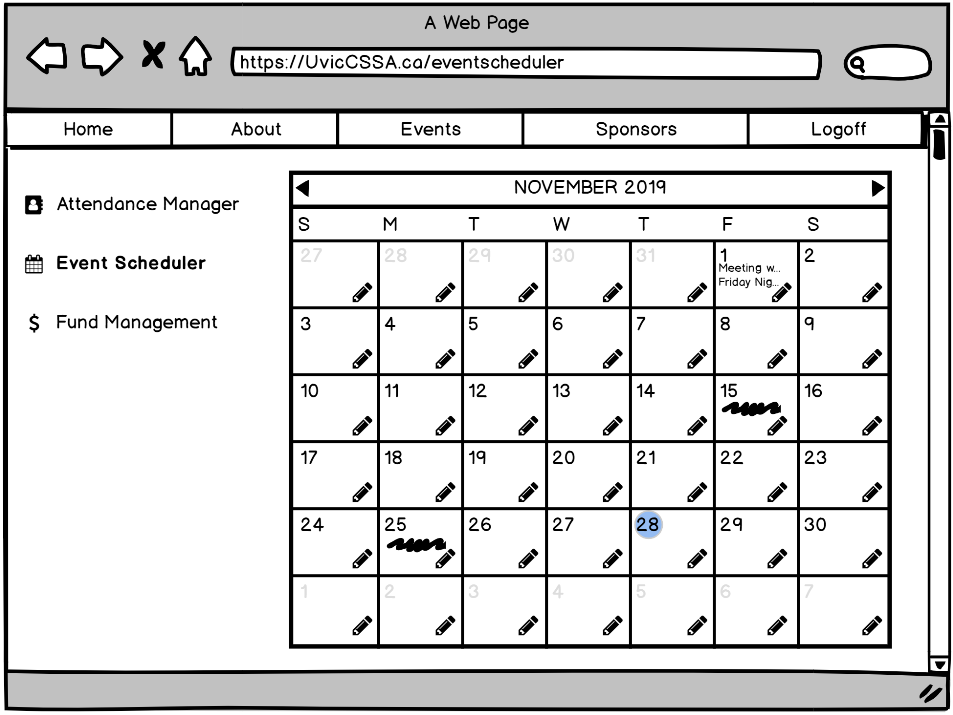 A Web Page
https://UvicCSSA.ca/eventscheduler
Home About Events Sponsors Logoff
Attendance Manager
Event Scheduler
$ Fund Management
NOVEMBER 2019
S M T W T F S
27 28 29 30 31 1 2
Meeting w...
Friday Nig...
3 4 5 6 7 8 9
10 11 12 13 14 15 16
17 18 19 20 21 22 23
24 25 26 27 28 29 30
1 2 3 4 5 6 7